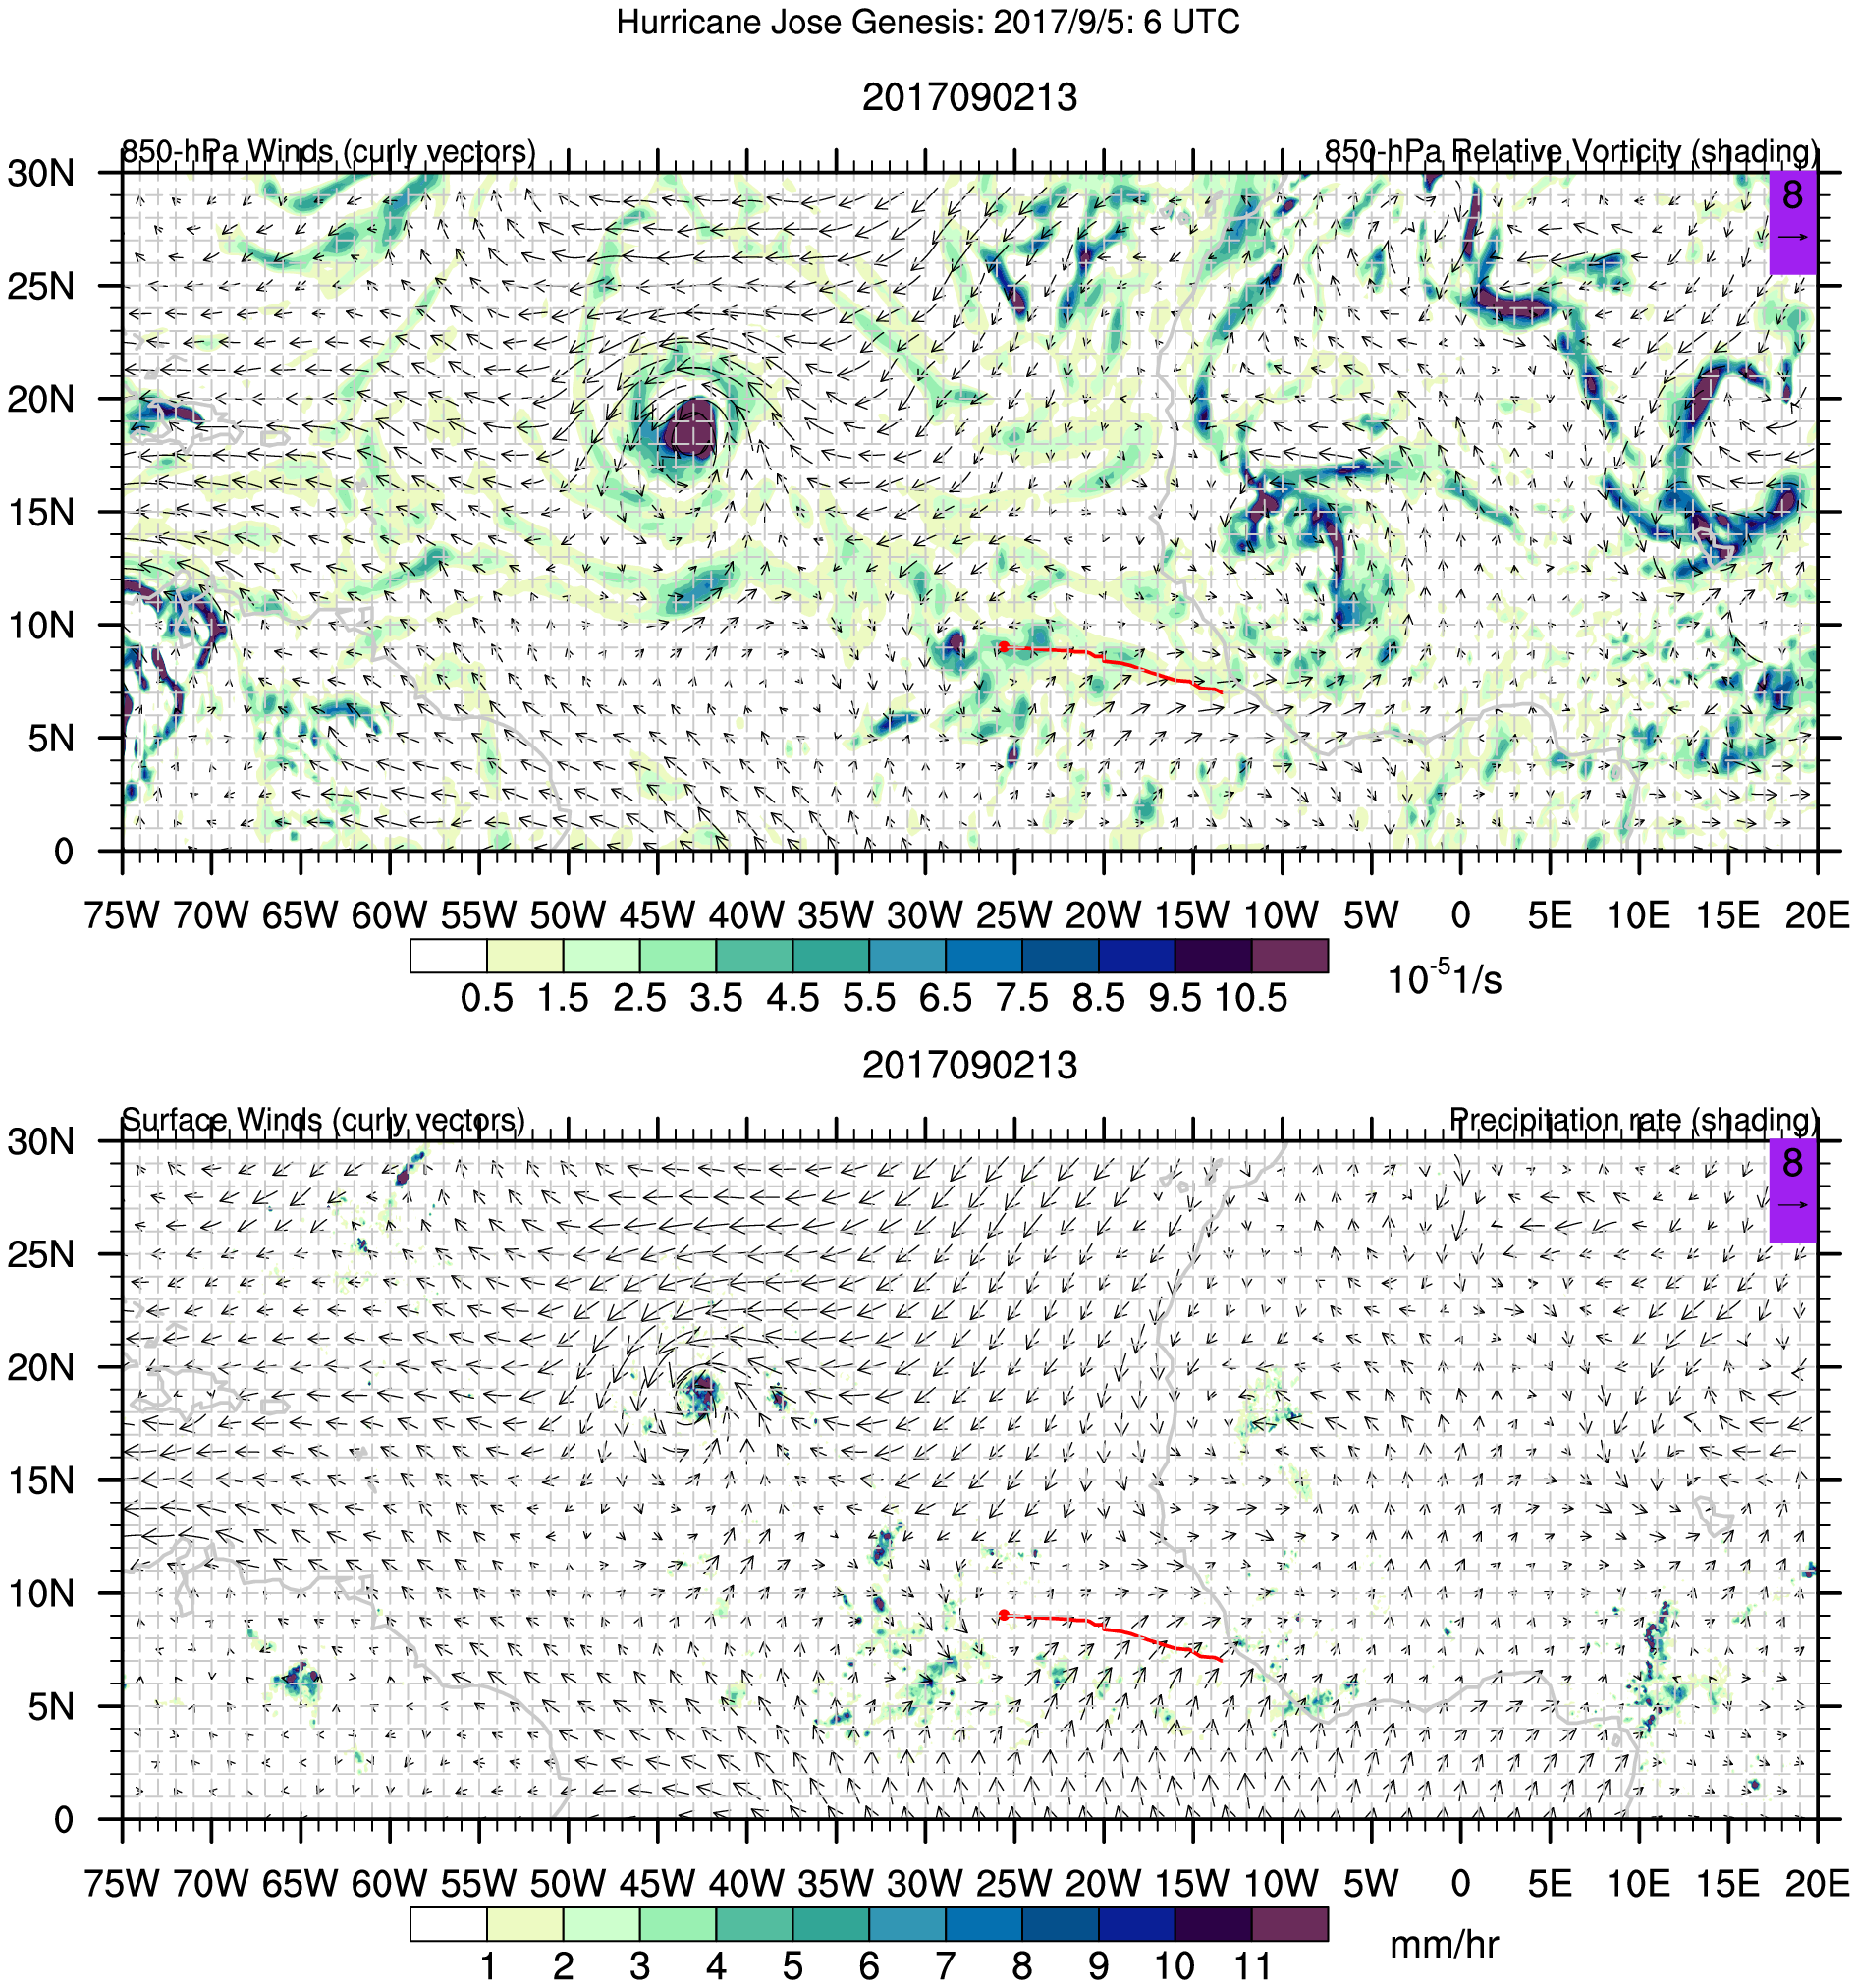 Hurricane Jose Genesis: 2017/9/5: 6 UTC
2017090213
850-hPa Winds (curly vectors)
850-hPa Relative Vorticity (shading)
8
30N
25N
20N
15N
10N
5N
0
75W 70W 65W 60W 55W 50W 45W 40W 35W 30W 25W 20W 15W 10W 5W 0 5E 10E 15E 20E
0.5 1.5 2.5 3.5 4.5 5.5 6.5 7.5 8.5 9.5 10.5
10⁻⁵1/s
2017090213
Surface Winds (curly vectors)
Precipitation rate (shading)
8
30N
25N
20N
15N
10N
5N
0
75W 70W 65W 60W 55W 50W 45W 40W 35W 30W 25W 20W 15W 10W 5W 0 5E 10E 15E 20E
1 2 3 4 5 6 7 8 9 10 11
mm/hr